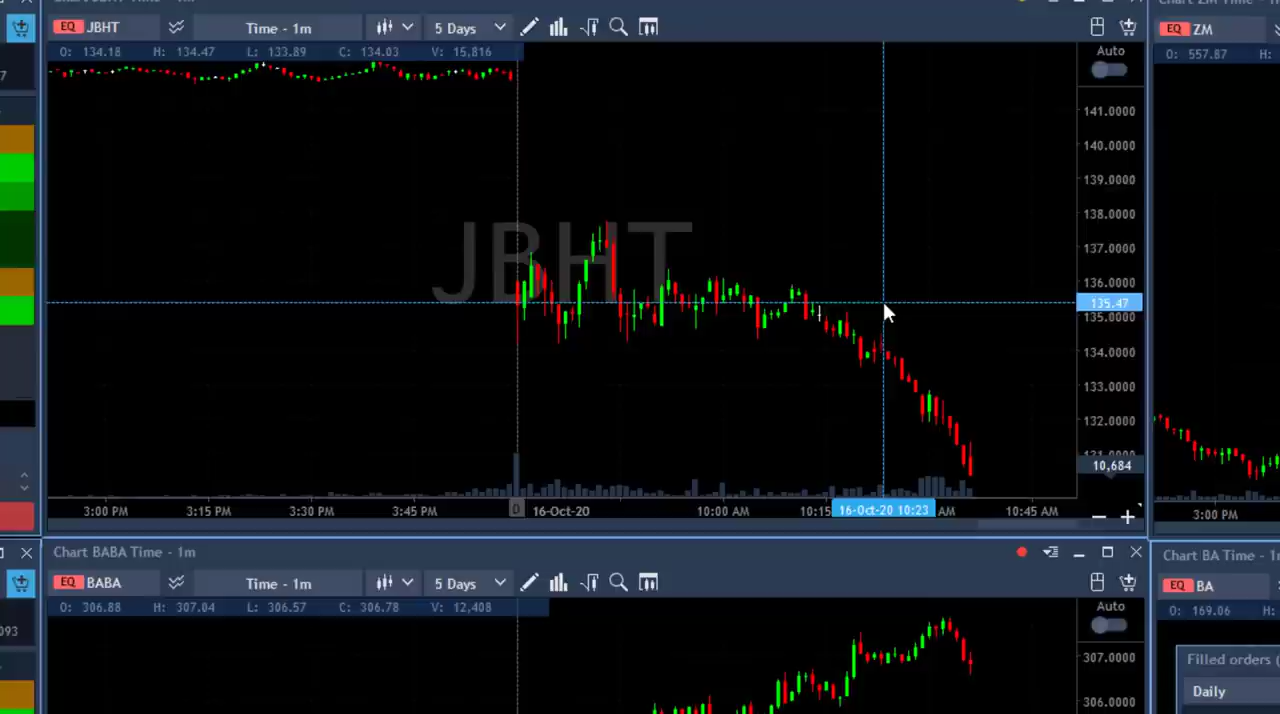 EQ JBHT Time - 1m 5 Days
O: 134.18 H: 134.47 L: 133.89 C: 134.03 V: 15,816
Auto
141.0000
140.0000
139.0000
138.0000
137.0000
136.0000
135.47
135.0000
134.0000
133.0000
132.0000
10,684
JBHT
3:00 PM 3:15 PM 3:30 PM 3:45 PM 0 16-Oct-20 10:00 AM 10:15 16-Oct-20 10:23 AM 10:45 AM
EQ ZM
O: 557.87 H:
3:00 PM
7
093
Chart BABA Time - 1m
EQ BABA Time - 1m 5 Days
O: 306.88 H: 307.04 L: 306.57 C: 306.78 V: 12,408
Auto
307.0000
306.0000
Chart BA Time - 1m
EQ BA
O: 169.06 H:
Filled orders (
Daily